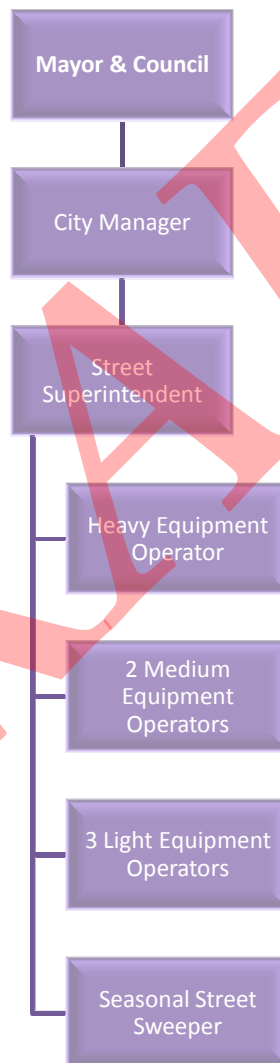 Mayor & Council
City Manager
Street
Superintendent
Heavy Equipment
Operator
2 Medium
Equipment
Operators
3 Light Equipment
Operators
Seasonal Street
Sweeper